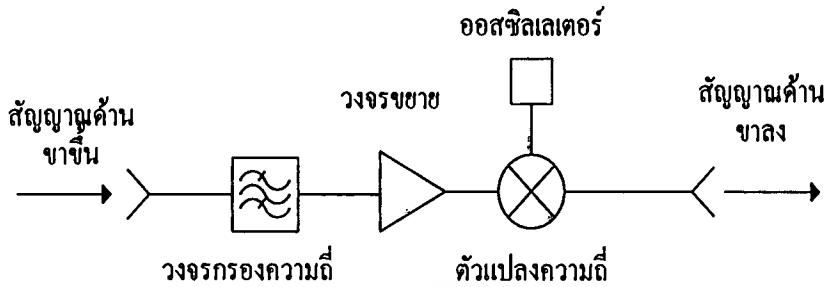 ออสซิลเลเตอร์
วงจรขยาย
สัญญาณด้าน
ขาขึ้น
สัญญาณด้าน
ขาลง
วงจรกรองความถี่
ตัวแปลงความถี่